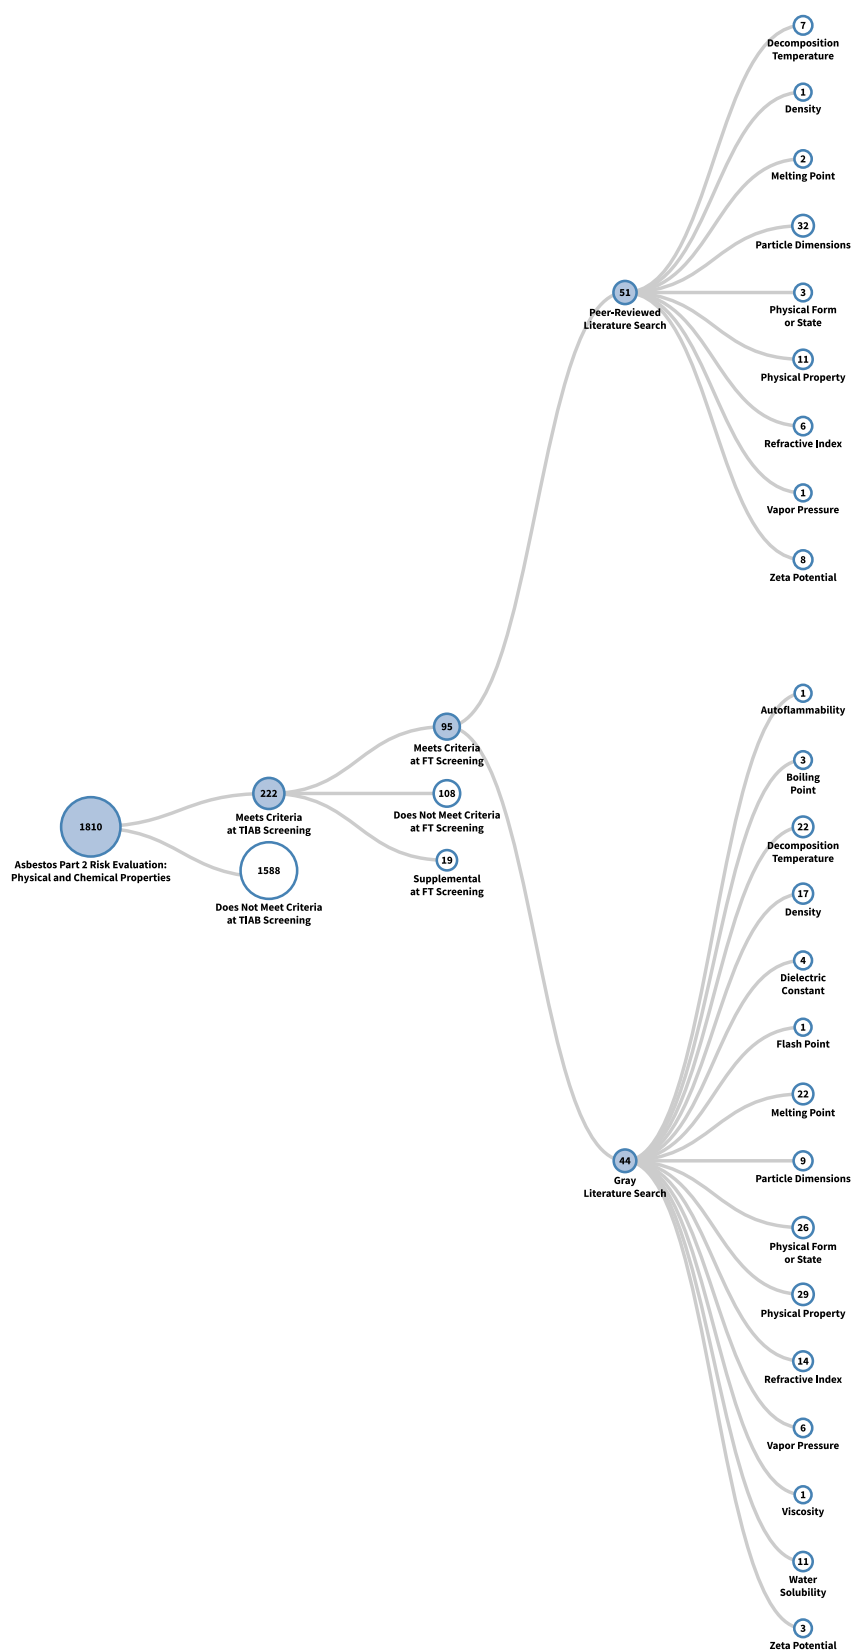 1810
Asbestos Part 2 Risk Evaluation:
Physical and Chemical Properties
222
Meets Criteria
at TIAB Screening
1588
Does Not Meet Criteria
at TIAB Screening
95
Meets Criteria
at FT Screening
108
Does Not Meet Criteria
at FT Screening
19
Supplemental
at FT Screening
51
Peer-Reviewed
Literature Search
7
Decomposition
Temperature
1
Density
2
Melting Point
32
Particle Dimensions
3
Physical Form
or State
11
Physical Property
6
Refractive Index
1
Vapor Pressure
8
Zeta Potential
44
Gray
Literature Search
1
Autoflammability
3
Boiling
Point
22
Decomposition
Temperature
17
Density
4
Dielectric
Constant
1
Flash Point
22
Melting Point
9
Particle Dimensions
26
Physical Form
or State
29
Physical Property
14
Refractive Index
6
Vapor Pressure
1
Viscosity
11
Water
Solubility
3
Zeta Potential